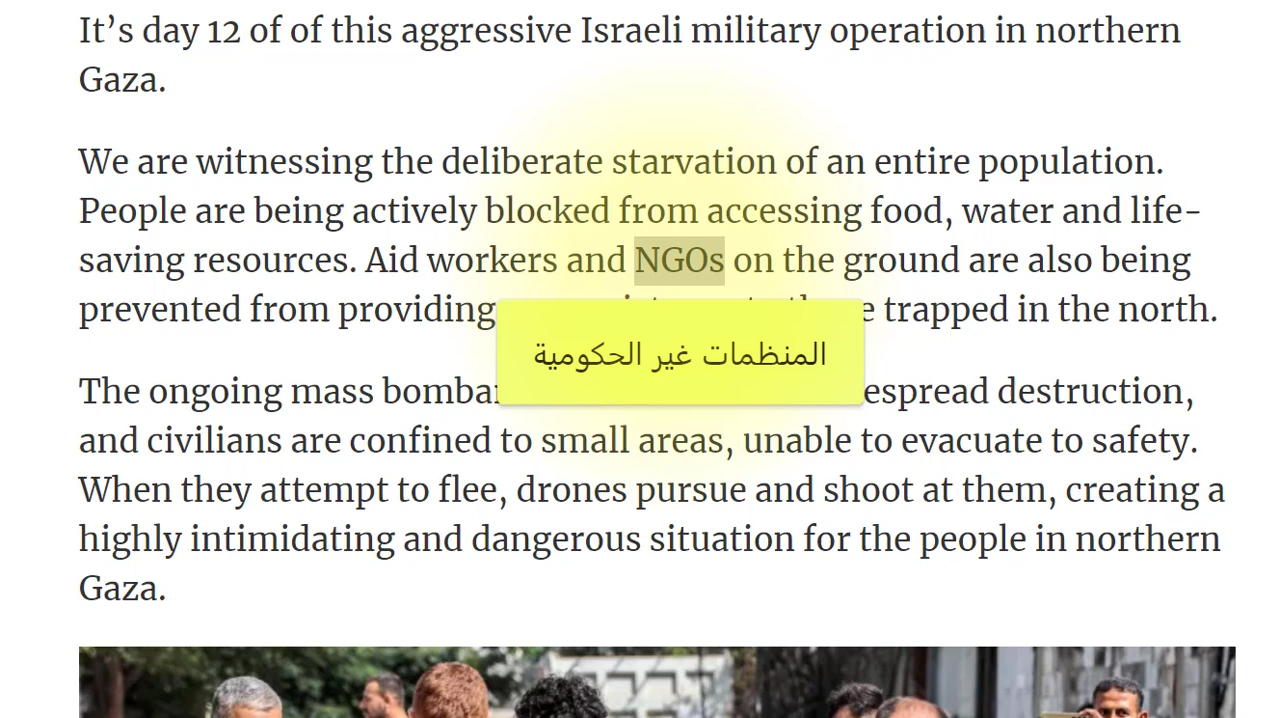 It’s day 12 of of this aggressive Israeli military operation in northern
Gaza.
We are witnessing the deliberate starvation of an entire population.
People are being actively blocked from accessing food, water and life-
saving resources. Aid workers and NGOs on the ground are also being
prevented from providing trapped in the north.
المنظمات غير الحكومية
The ongoing mass destruction,
and civilians are confined to small areas, unable to evacuate to safety.
When they attempt to flee, drones pursue and shoot at them, creating a
highly intimidating and dangerous situation for the people in northern
Gaza.